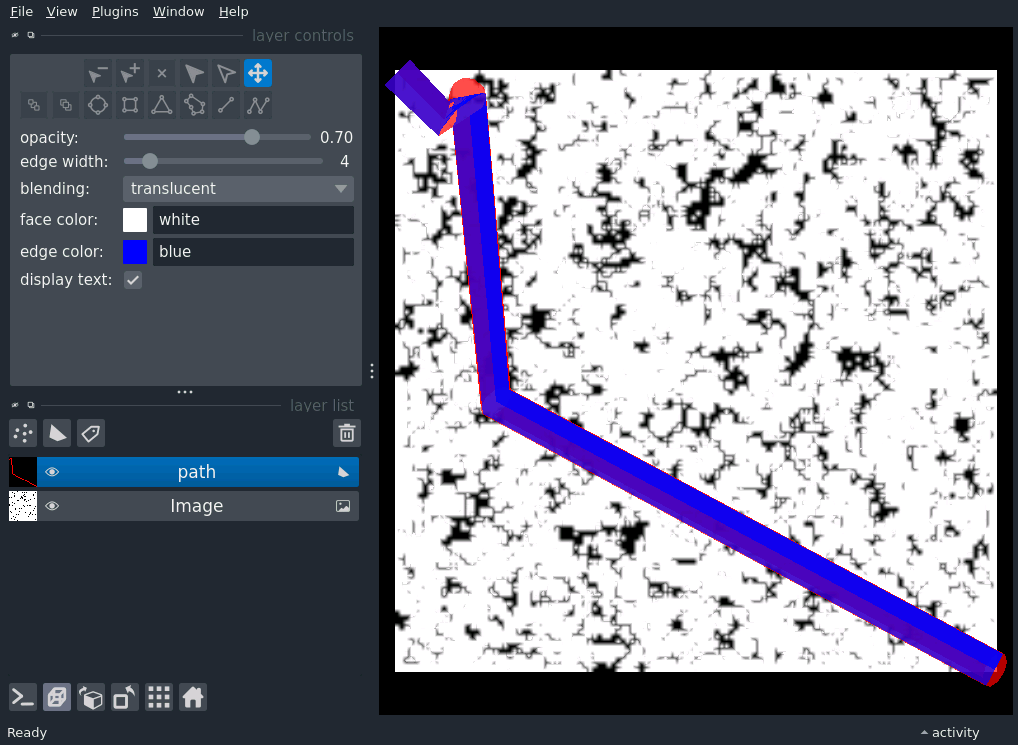 File View Plugins Window Help
layer controls
opacity: 0.70
edge width: 4
blending: translucent
face color: white
edge color: blue
display text:
layer list
path
Image
Ready activity